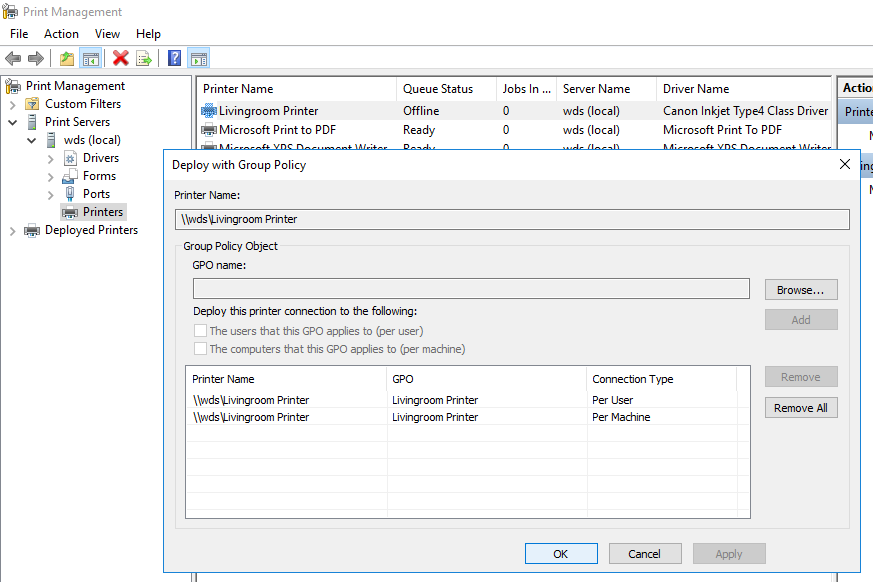 Print Management
File Action View Help
Print Management
Custom Filters
Print Servers
wds (local)
Drivers
Forms
Ports
Printers
Deployed Printers
Printer Name Queue Status Jobs In ... Server Name Driver Name
Livingroom Printer Offline 0 wds (local) Canon Inkjet Type4 Class Driver
Microsoft Print to PDF Ready 0 wds (local) Microsoft Print To PDF
Microsoft XPS Document Writer Ready 0 wds (local) Microsoft XPS Document Writer
Actio
Printe
Deploy with Group Policy
Printer Name:
\\wds\Livingroom Printer
Group Policy Object
GPO name:
Browse...
Deploy this printer connection to the following:
Add
The users that this GPO applies to (per user)
The computers that this GPO applies to (per machine)
Printer Name GPO Connection Type
\\wds\Livingroom Printer Livingroom Printer Per User
\\wds\Livingroom Printer Livingroom Printer Per Machine
Remove
Remove All
OK Cancel Apply